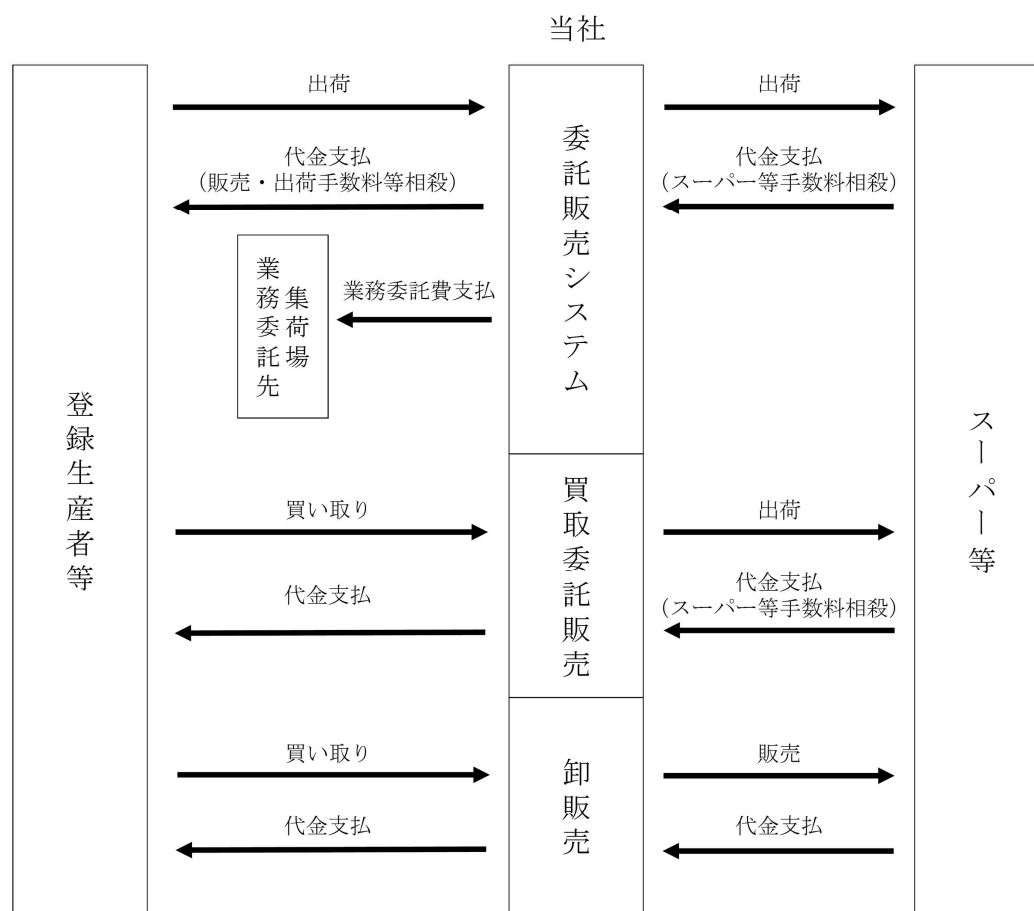 当社
登録生産者等
出荷
代金支払
(販売・出荷手数料等相殺)
業務委託先
集荷場
業務委託費支払
委託販売システム
出荷
代金支払
(スーパー等手数料相殺)
スーパー等
買い取り
代金支払
買取委託販売
出荷
代金支払
(スーパー等手数料相殺)
買い取り
代金支払
卸販売
販売
代金支払